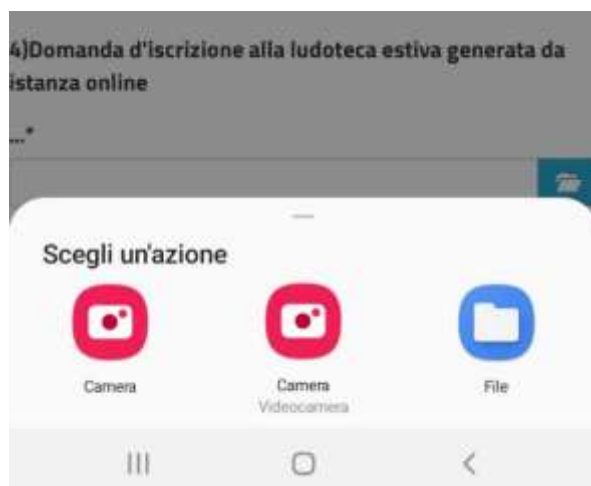 4)Domanda d'iscrizione alla ludoteca estiva generata da
istanza online
...*
Scegli un'azione
Camera
Camera
Videocamera
File